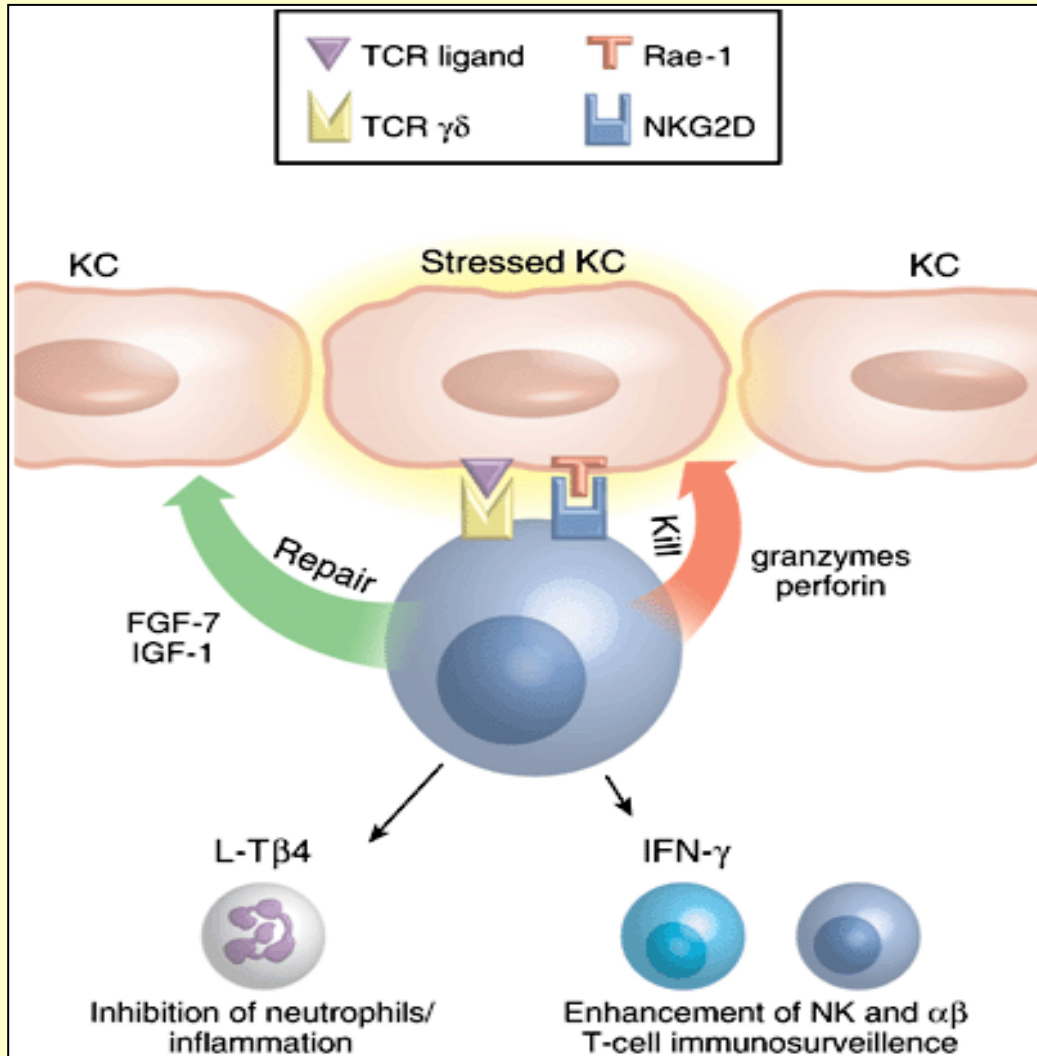 TCR ligand
Rae-1
TCR γδ
NKG2D
KC
Stressed KC
KC
Repair
Kill
FGF-7
IGF-1
granzymes
perforin
L-Tβ4
IFN-γ
Inhibition of neutrophils/
inflammation
Enhancement of NK and αβ
T-cell immunosurveillence